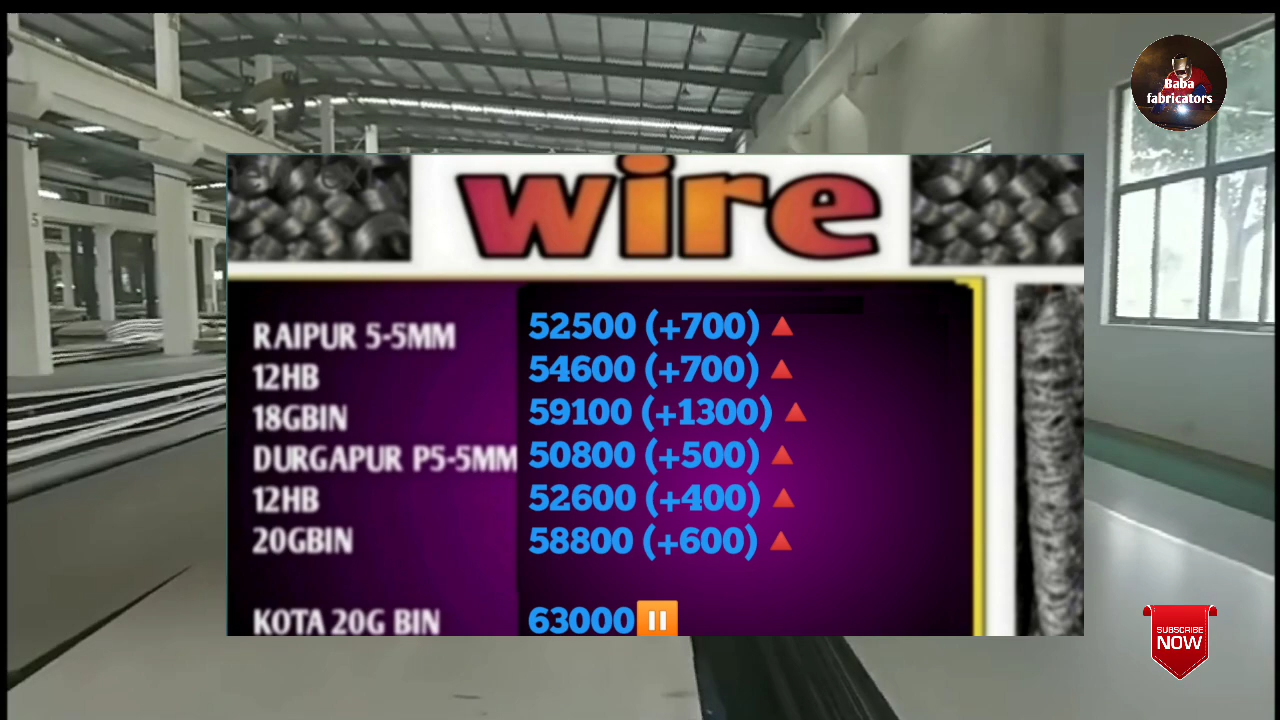 Baba
fabricators
wire
RAIPUR 5-5MM 52500 (+700)🔺
12HB 54600 (+700)🔺
18GBIN 59100 (+1300)🔺
DURGAPUR P5-5MM 50800 (+500)🔺
12HB 52600 (+400)🔺
20GBIN 58800 (+600)🔺
KOTA 20G BIN 63000⏸
SUBSCRIBE
NOW